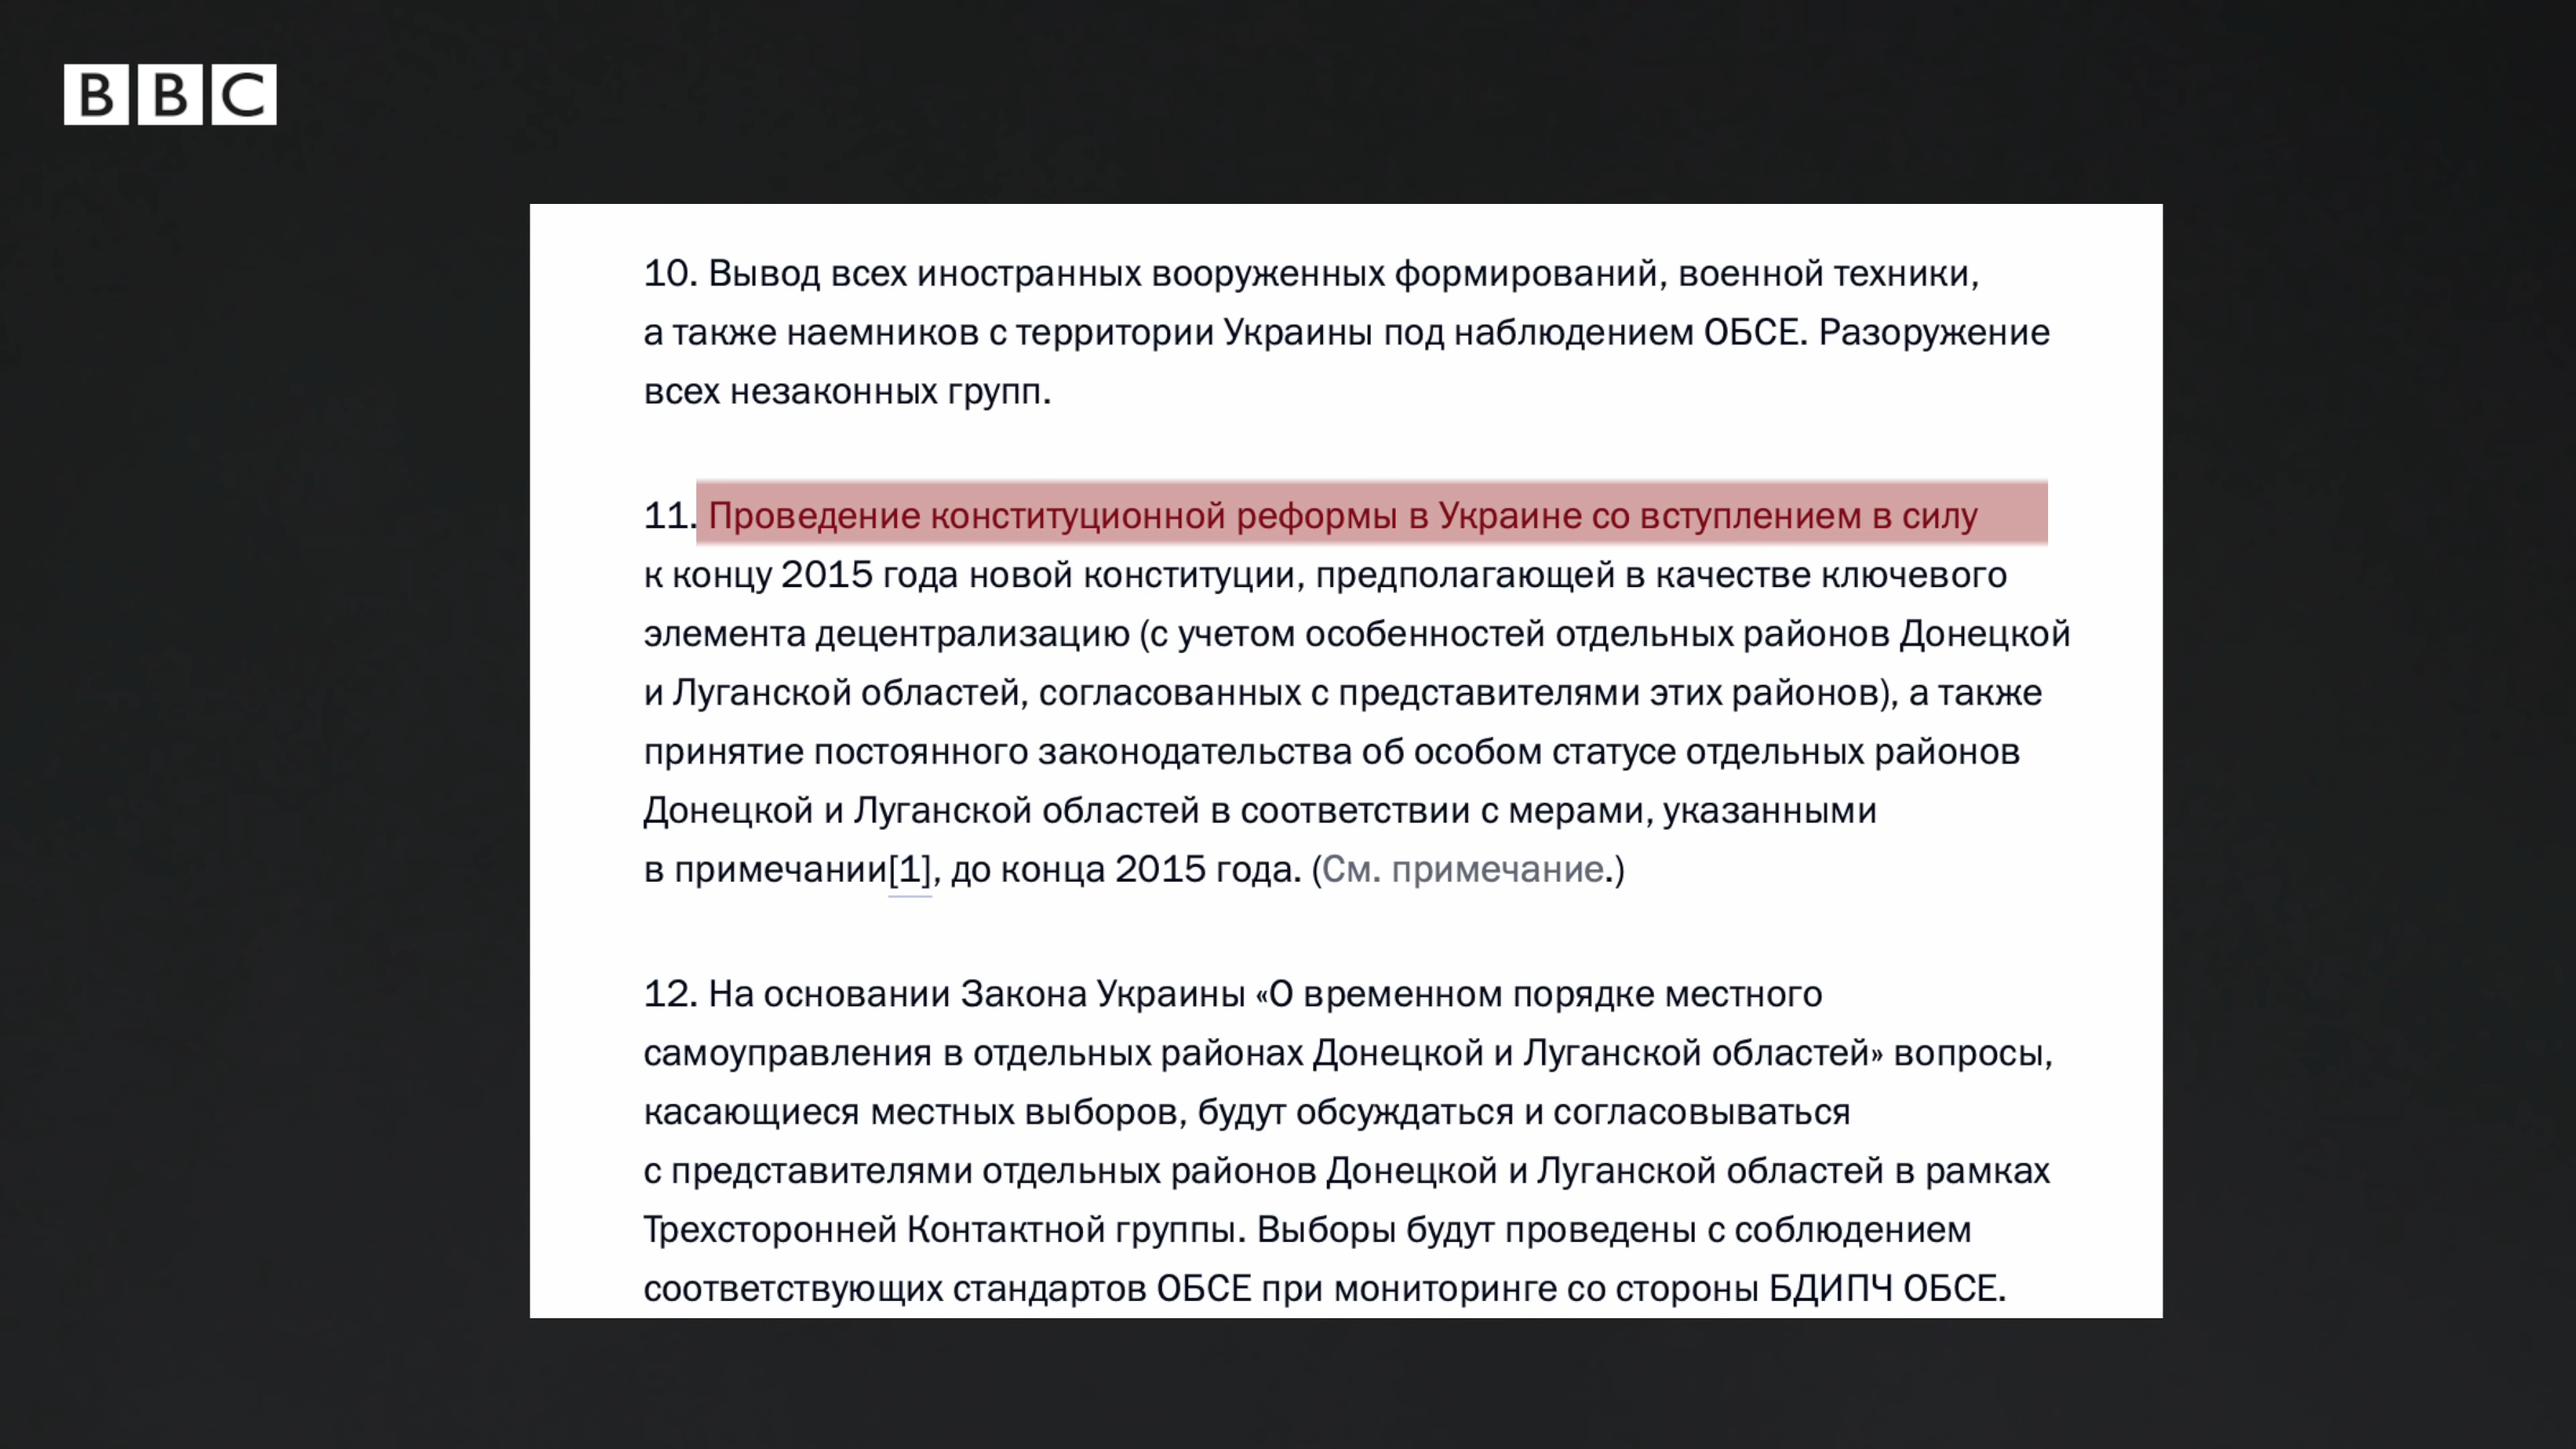 BBC
10. Вывод всех иностранных вооруженных формирований, военной техники,
а также наемников с территории Украины под наблюдением ОБСЕ. Разоружение
всех незаконных групп.
11. Проведение конституционной реформы в Украине со вступлением в силу
к концу 2015 года новой конституции, предполагающей в качестве ключевого
элемента децентрализацию (с учетом особенностей отдельных районов Донецкой
и Луганской областей, согласованных с представителями этих районов), а также
принятие постоянного законодательства об особом статусе отдельных районов
Донецкой и Луганской областей в соответствии с мерами, указанными
в примечании[1], до конца 2015 года. (См. примечание.)
12. На основании Закона Украины «О временном порядке местного
самоуправления в отдельных районах Донецкой и Луганской областей» вопросы,
касающиеся местных выборов, будут обсуждаться и согласовываться
с представителями отдельных районов Донецкой и Луганской областей в рамках
Трехсторонней Контактной группы. Выборы будут проведены с соблюдением
соответствующих стандартов ОБСЕ при мониторинге со стороны БДИПЧ ОБСЕ.